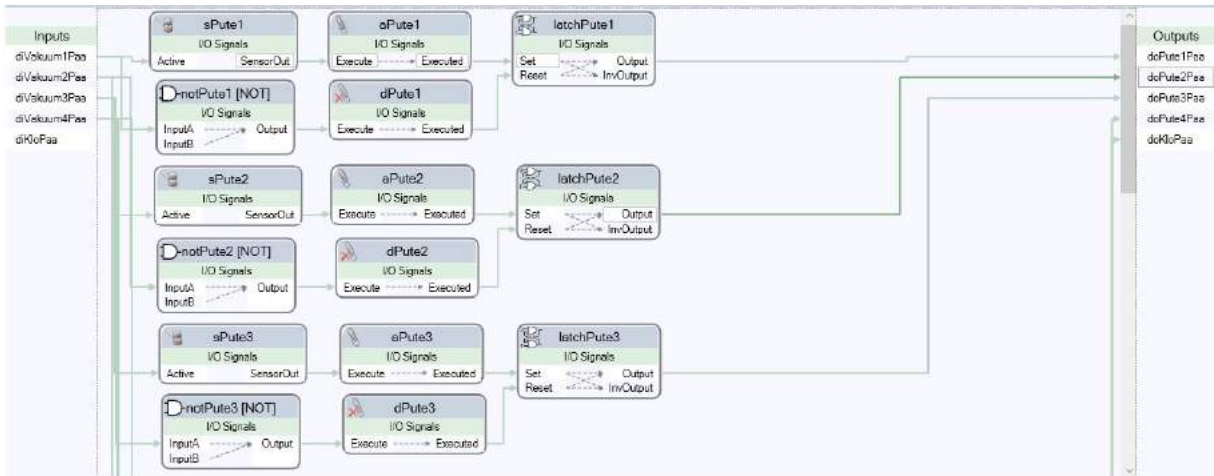 Inputs
diVakuum1Paa
diVakuum2Paa
diVakuum3Paa
diVakuum4Paa
diKloPaa
sPute1
I/O Signals
Active SensorOut
aPute1
I/O Signals
Execute Executed
latchPute1
I/O Signals
Set Output
Reset InvOutput
notPute1 [NOT]
I/O Signals
InputA Output
InputB
dPute1
I/O Signals
Execute Executed
sPute2
I/O Signals
Active SensorOut
aPute2
I/O Signals
Execute Executed
latchPute2
I/O Signals
Set Output
Reset InvOutput
notPute2 [NOT]
I/O Signals
InputA Output
InputB
dPute2
I/O Signals
Execute Executed
sPute3
I/O Signals
Active SensorOut
aPute3
I/O Signals
Execute Executed
latchPute3
I/O Signals
Set Output
Reset InvOutput
notPute3 [NOT]
I/O Signals
InputA Output
InputB
dPute3
I/O Signals
Execute Executed
Outputs
doPute1Paa
doPute2Paa
doPute3Paa
doPute4Paa
doKloPaa